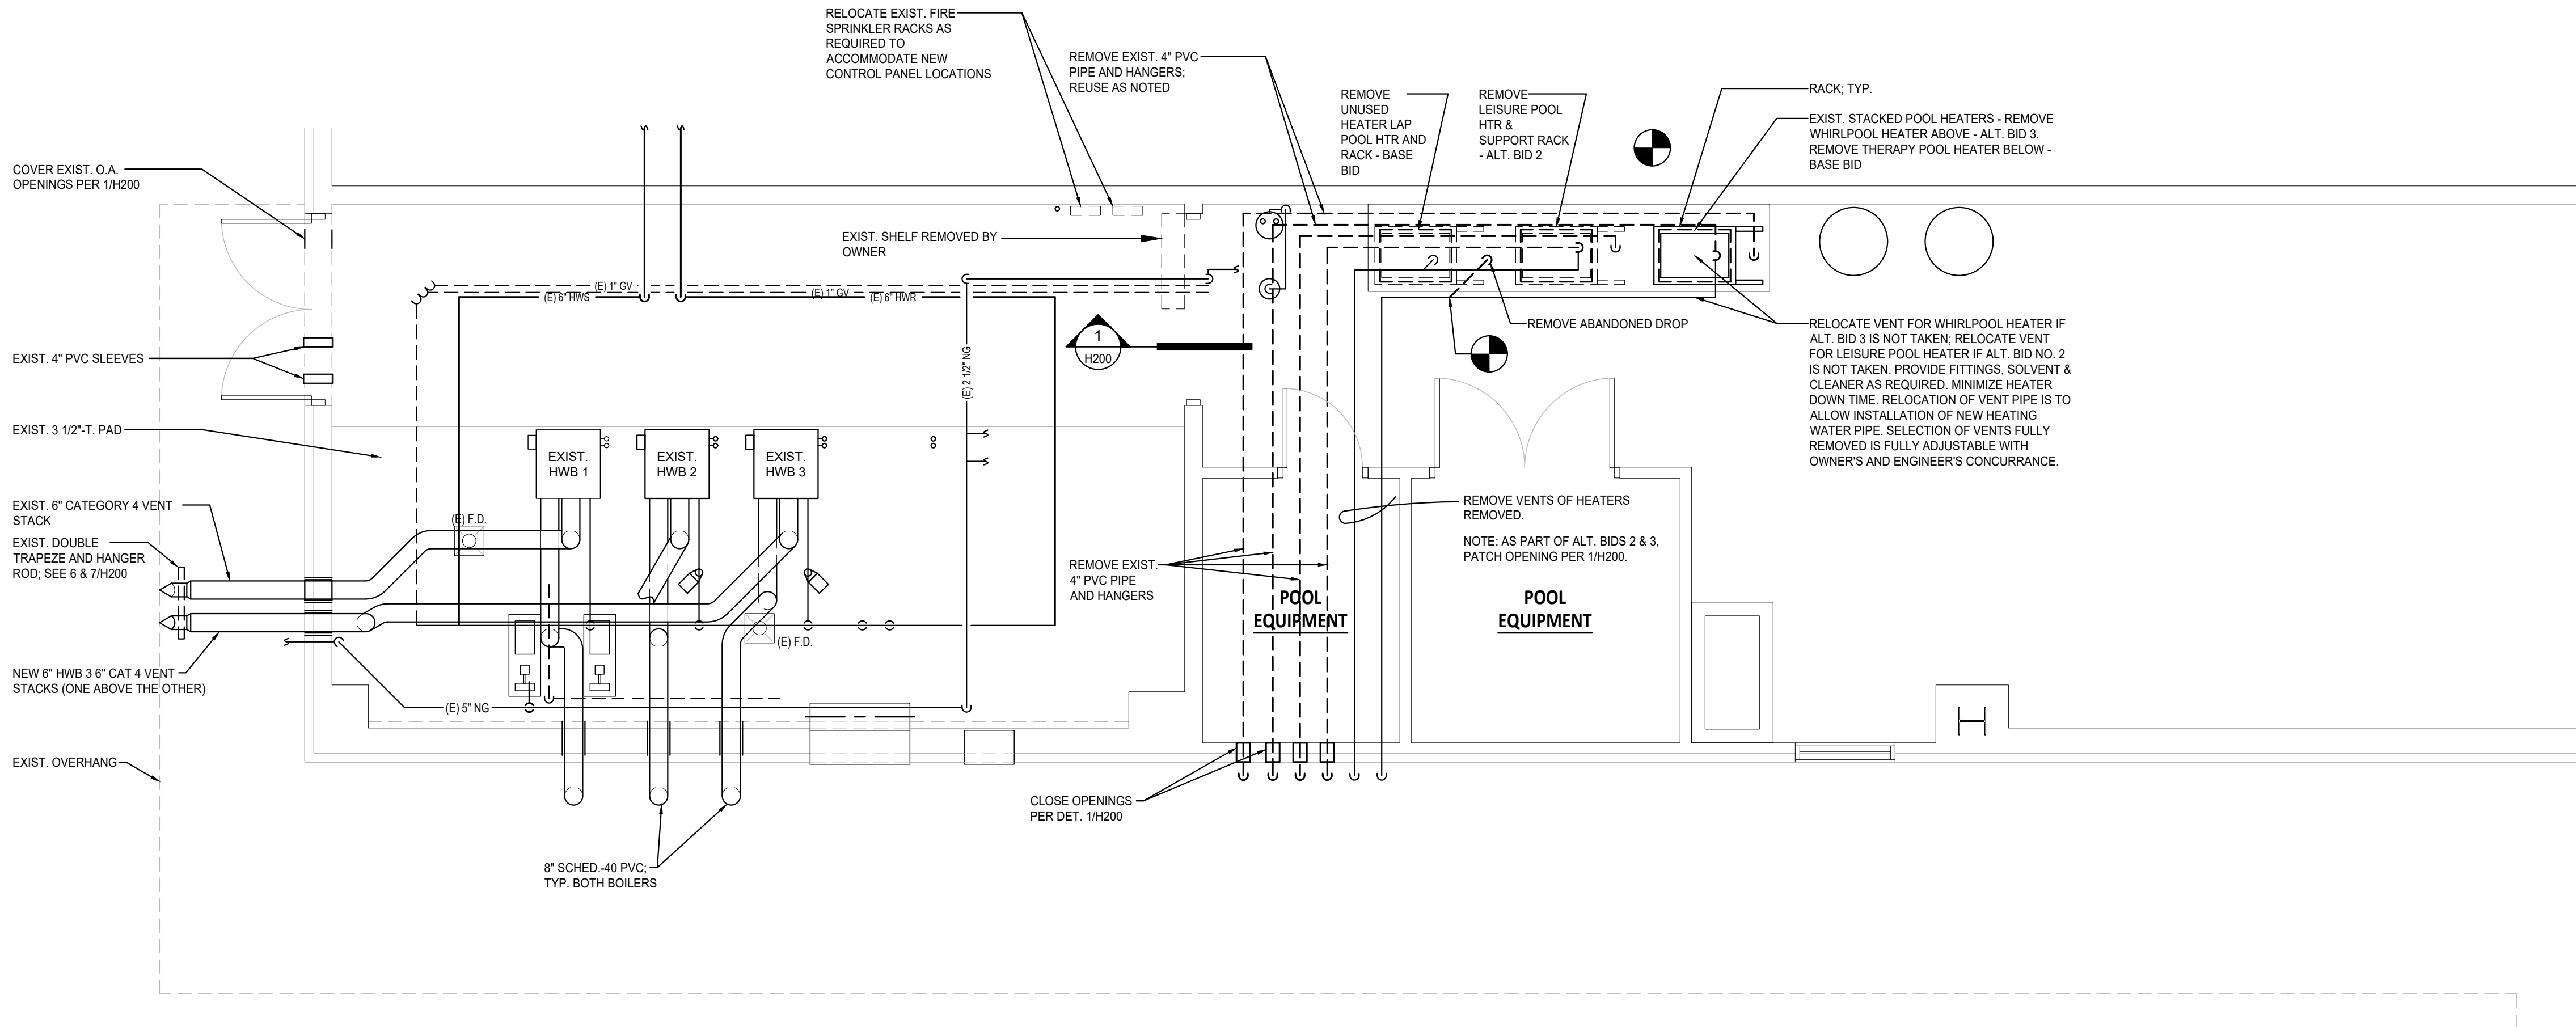 RELOCATE EXIST. FIRE
SPRINKLER RACKS AS
REQUIRED TO
ACCOMMODATE NEW
CONTROL PANEL LOCATIONS
REMOVE EXIST. 4" PVC
PIPE AND HANGERS;
REUSE AS NOTED
REMOVE
UNUSED
HEATER LAP
POOL HTR AND
RACK - BASE
BID
REMOVE
LEISURE POOL
HTR &
SUPPORT RACK
- ALT. BID 2
RACK; TYP.
EXIST. STACKED POOL HEATERS - REMOVE
WHIRLPOOL HEATER ABOVE - ALT. BID 3.
REMOVE THERAPY POOL HEATER BELOW -
BASE BID
COVER EXIST. O.A.
OPENINGS PER 1/H200
EXIST. SHELF REMOVED BY
OWNER
(E) 1" GV
(E) 6" HWS
(E) 1" GV
(E) 6" HWR
(E) 2 1/2" NG
1
H200
REMOVE ABANDONED DROP
RELOCATE VENT FOR WHIRLPOOL HEATER IF
ALT. BID 3 IS NOT TAKEN; RELOCATE VENT
FOR LEISURE POOL HEATER IF ALT. BID NO. 2
IS NOT TAKEN. PROVIDE FITTINGS, SOLVENT &
CLEANER AS REQUIRED. MINIMIZE HEATER
DOWN TIME. RELOCATION OF VENT PIPE IS TO
ALLOW INSTALLATION OF NEW HEATING
WATER PIPE. SELECTION OF VENTS FULLY
REMOVED IS FULLY ADJUSTABLE WITH
OWNER'S AND ENGINEER'S CONCURRANCE.
EXIST. 4" PVC SLEEVES
EXIST. 3 1/2"-T. PAD
EXIST.
HWB 1
EXIST.
HWB 2
EXIST.
HWB 3
EXIST. 6" CATEGORY 4 VENT
STACK
(E) F.D.
EXIST. DOUBLE
TRAPEZE AND HANGER
ROD; SEE 6 & 7/H200
REMOVE VENTS OF HEATERS
REMOVED.
NOTE: AS PART OF ALT. BIDS 2 & 3,
PATCH OPENING PER 1/H200.
REMOVE EXIST.
4" PVC PIPE
AND HANGERS
POOL
EQUIPMENT
POOL
EQUIPMENT
(E) F.D.
NEW 6" HWB 3 6" CAT 4 VENT
STACKS (ONE ABOVE THE OTHER)
(E) 5" NG
EXIST. OVERHANG
CLOSE OPENINGS
PER DET. 1/H200
8" SCHED.-40 PVC;
TYP. BOTH BOILERS